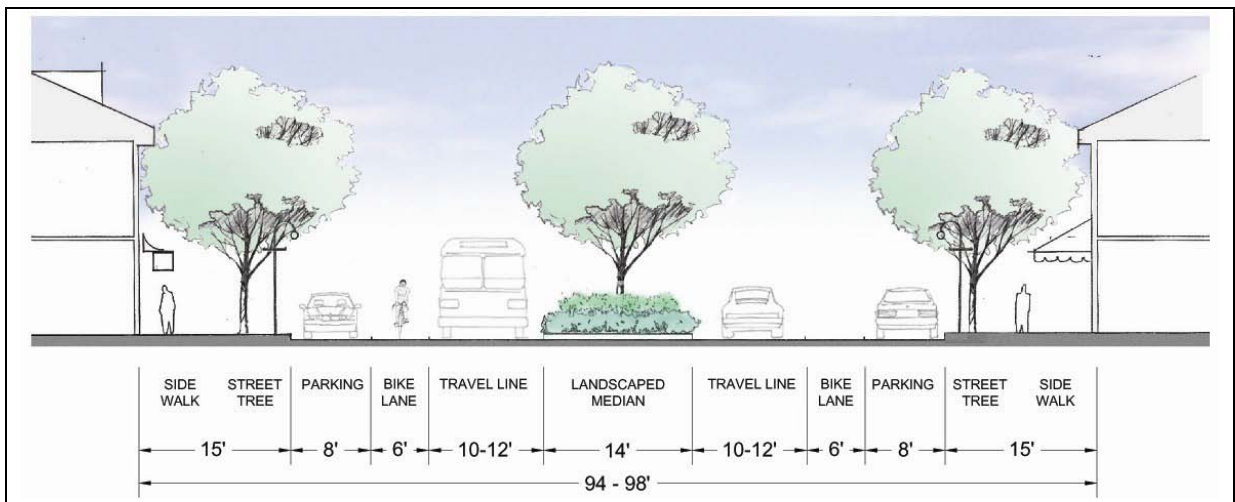 SIDE WALK
STREET TREE
PARKING
BIKE LANE
TRAVEL LINE
LANDSCAPED MEDIAN
TRAVEL LINE
BIKE LANE
PARKING
STREET TREE
SIDE WALK
15'
8'
6'
10-12'
14'
10-12'
6'
8'
15'
94 - 98'